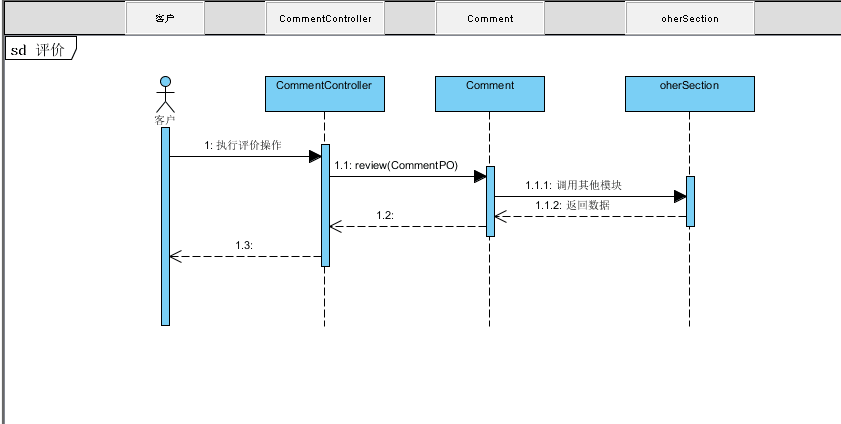 客户
CommentController
Comment
oherSection
sd 评价
CommentController
Comment
oherSection
客户
1: 执行评价操作
1.1: review(CommentPO)
1.1.1: 调用其他模块
1.1.2: 返回数据
1.2:
1.3: